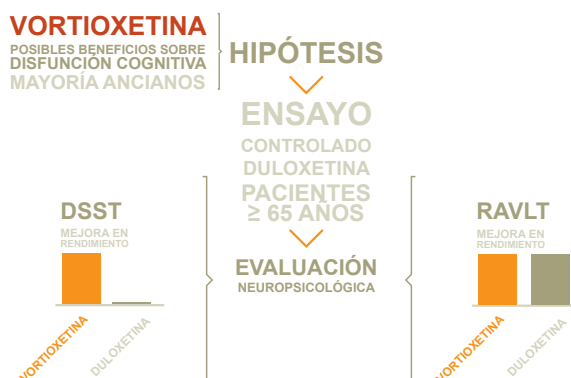 VORTIOXETINA
POSIBLES BENEFICIOS SOBRE
DISFUNCIÓN COGNITIVA
MAYORÍA ANCIANOS
HIPÓTESIS
ENSAYO
CONTROLADO
DULOXETINA
PACIENTES
≥ 65 AÑOS
DSST
MEJORA EN
RENDIMIENTO
VORTIOXETINA
DULOXETINA
EVALUACIÓN
NEUROPSICOLÓGICA
RAVLT
MEJORA EN
RENDIMIENTO
VORTIOXETINA
DULOXETINA